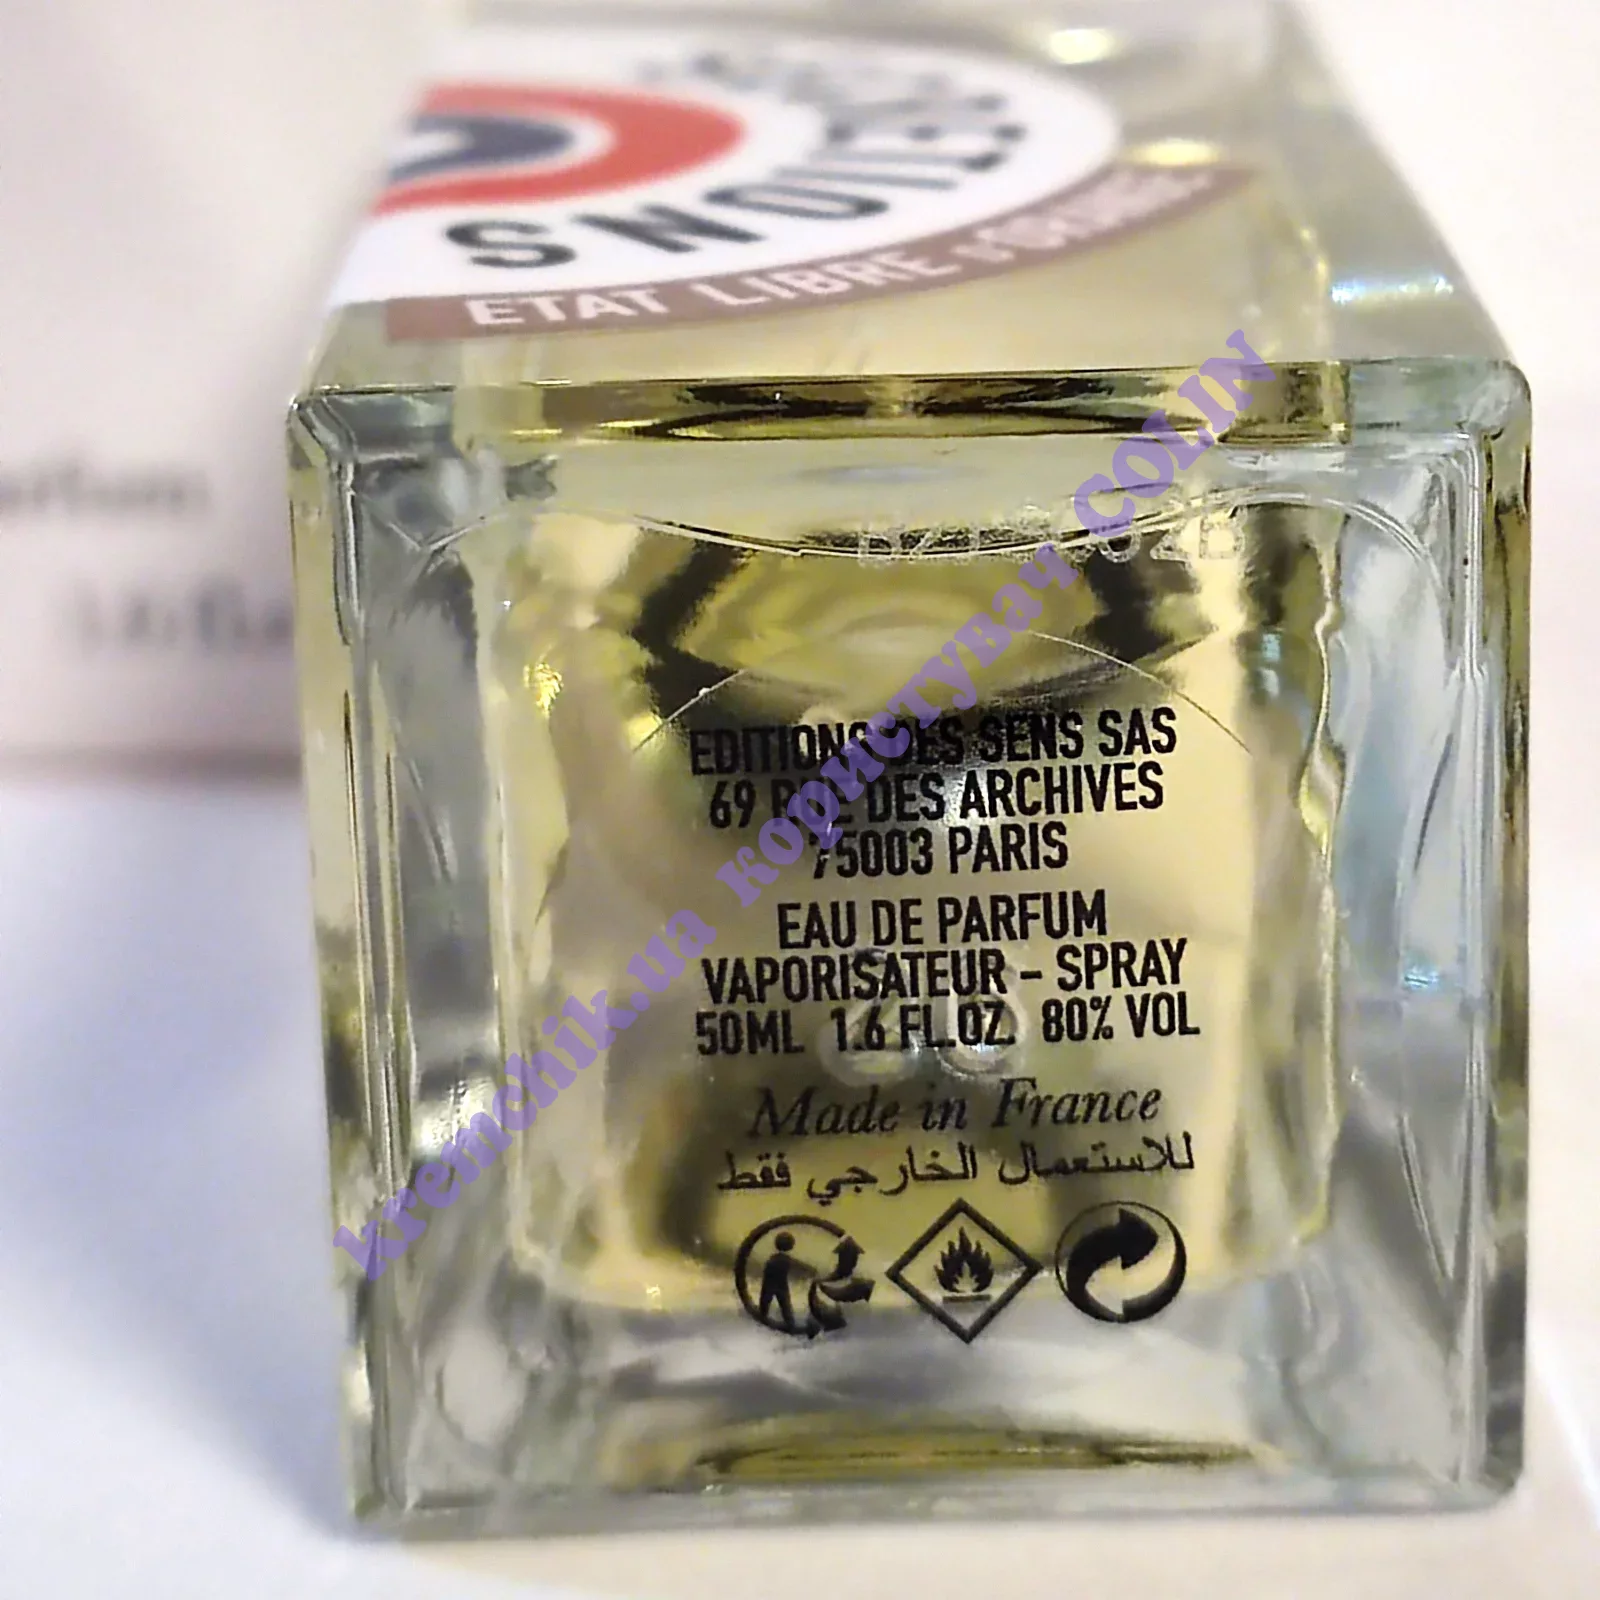 SNOUTES
ETAT LIBRE D'ORANGE
EDITIONS DES SENS SAS
69 RUE DES ARCHIVES
75003 PARIS
EAU DE PARFUM
VAPORISATEUR – SPRAY
50ML 1.6 FL.OZ. 80% VOL
Made in France
للاستعمال الخارجي فقط
kremchik.ua користувач COLIN